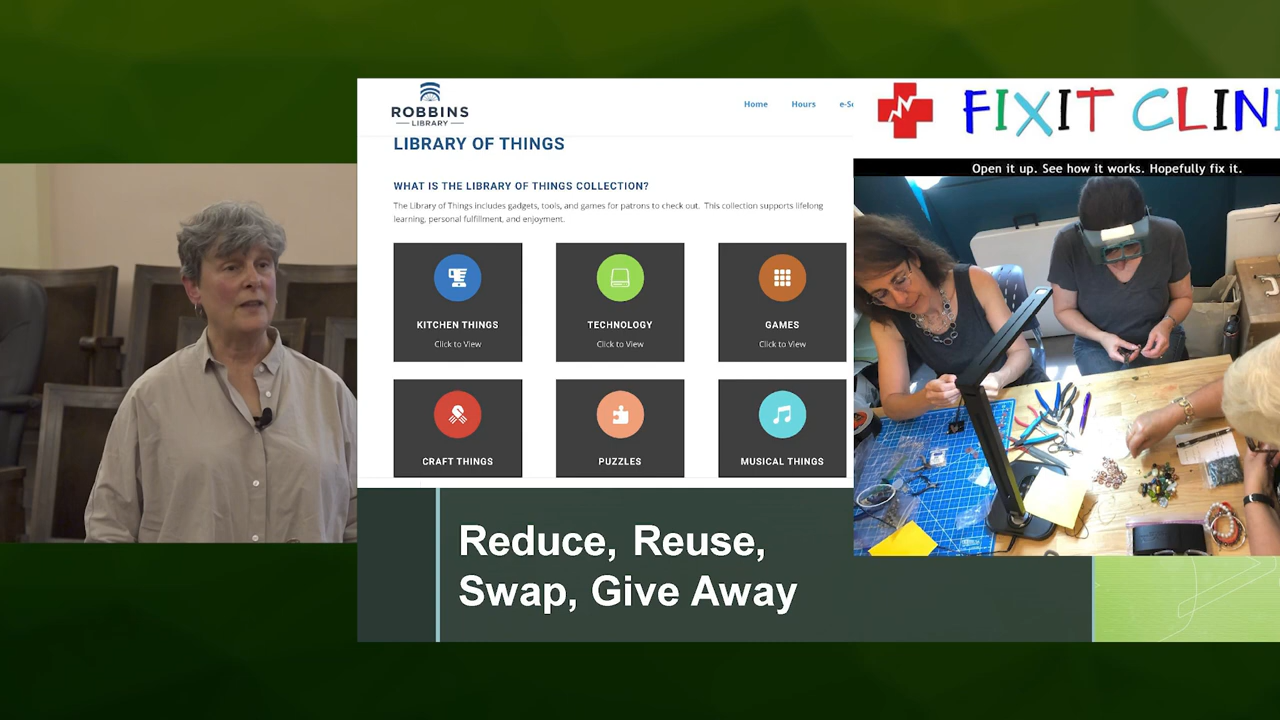 ROBBINS
LIBRARY
Home Hours
LIBRARY OF THINGS
WHAT IS THE LIBRARY OF THINGS COLLECTION?
The Library of Things includes gadgets, tools, and games for patrons to check out. This collection supports lifelong
learning, personal fulfillment, and enjoyment.
KITCHEN THINGS
Click to View
TECHNOLOGY
Click to View
GAMES
Click to View
CRAFT THINGS
PUZZLES
MUSICAL THINGS
FIXIT CLINI
Open it up. See how it works. Hopefully fix it.
Reduce, Reuse,
Swap, Give Away